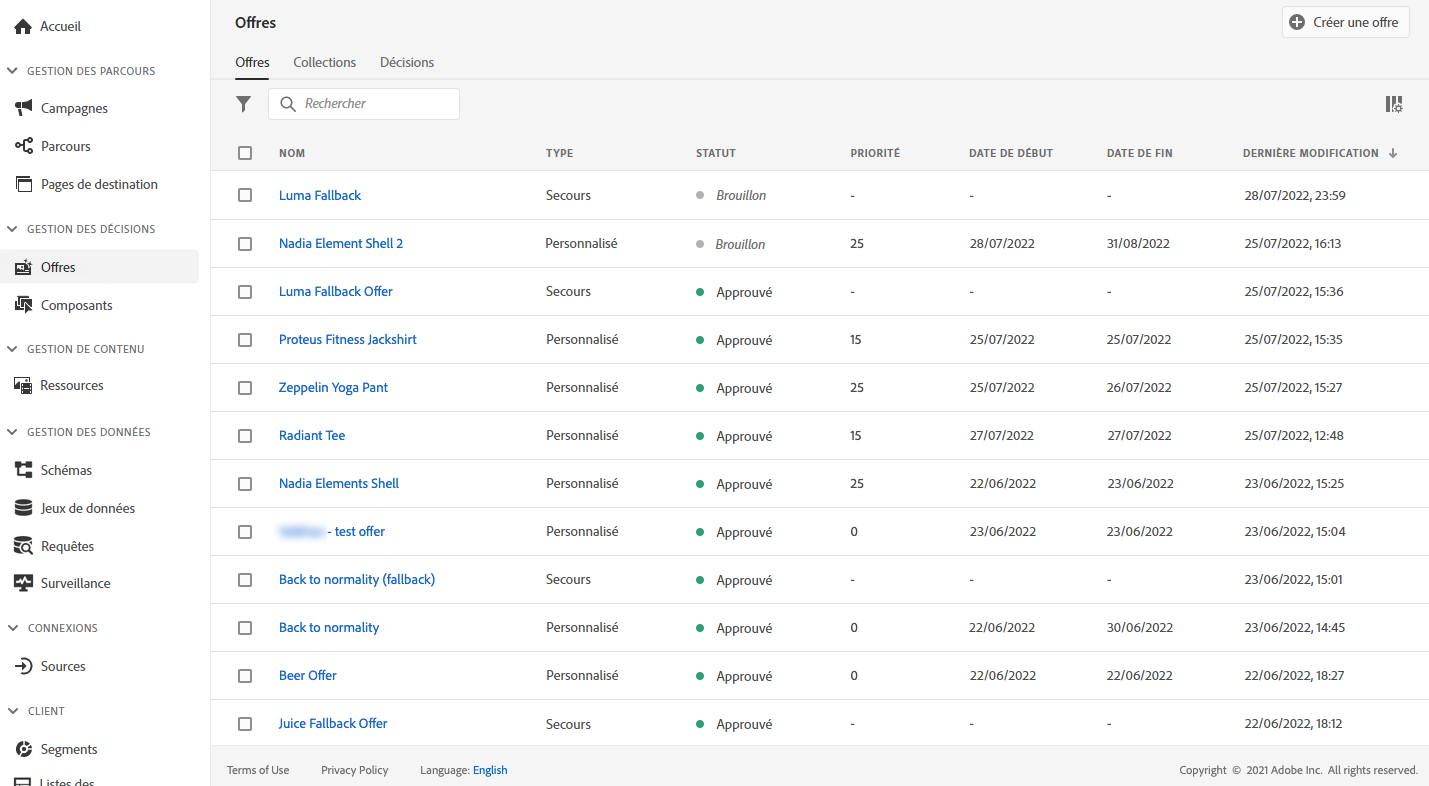 Accueil
GESTION DES PARCOURS
Campagnes
Parcours
Pages de destination
GESTION DES DÉCISIONS
Offres
Composants
GESTION DE CONTENU
Ressources
GESTION DES DONNÉES
Schémas
Jeux de données
Requêtes
Surveillance
CONNEXIONS
Sources
CLIENT
Segments
Listes des
Offres
Créer une offre
Offres Collections Décisions
Rechercher
NOM TYPE STATUT PRIORITÉ DATE DE DÉBUT DATE DE FIN DERNIÈRE MODIFICATION
Luma Fallback Secours Brouillon - - - 28/07/2022, 23:59
Nadia Element Shell 2 Personnalisé Brouillon 25 28/07/2022 31/08/2022 25/07/2022, 16:13
Luma Fallback Offer Secours Approuvé - - - 25/07/2022, 15:36
Proteus Fitness Jackshirt Personnalisé Approuvé 15 25/07/2022 25/07/2022 25/07/2022, 15:35
Zeppelin Yoga Pant Personnalisé Approuvé 25 25/07/2022 26/07/2022 25/07/2022, 15:27
Radiant Tee Personnalisé Approuvé 15 27/07/2022 27/07/2022 25/07/2022, 12:48
Nadia Elements Shell Personnalisé Approuvé 25 22/06/2022 23/06/2022 23/06/2022, 15:25
- test offer Personnalisé Approuvé 0 23/06/2022 23/06/2022 23/06/2022, 15:04
Back to normality (fallback) Secours Approuvé - - - 23/06/2022, 15:01
Back to normality Personnalisé Approuvé 0 22/06/2022 30/06/2022 23/06/2022, 14:45
Beer Offer Personnalisé Approuvé 0 22/06/2022 22/06/2022 22/06/2022, 18:27
Juice Fallback Offer Secours Approuvé - - - 22/06/2022, 18:12
Terms of Use Privacy Policy Language: English Copyright © 2021 Adobe Inc. All rights reserved.